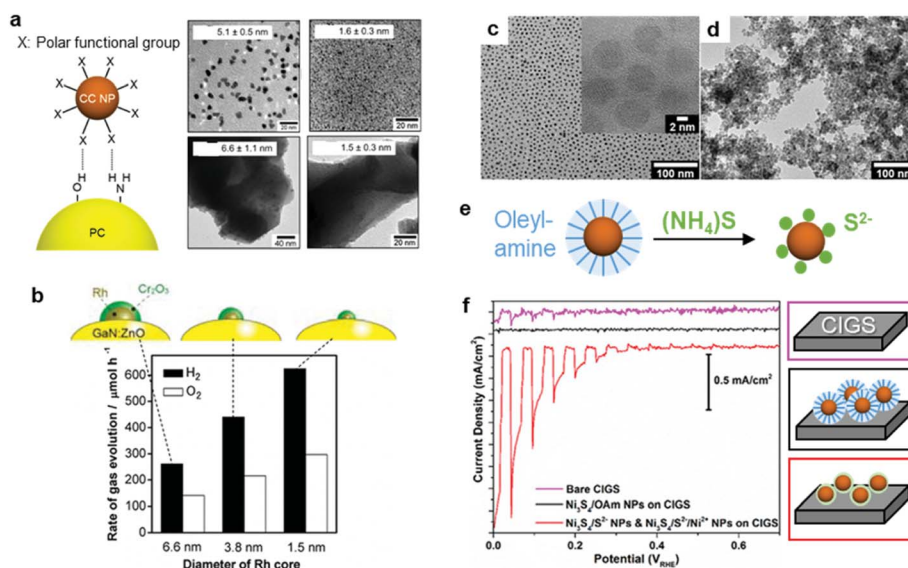 a
X: Polar functional group
X
X
X
X
CC NP
X
X
X
X
H
O
H
H
N
PC
5.1 ± 0.5 nm
20 nm
1.6 ± 0.3 nm
20 nm
6.6 ± 1.1 nm
40 nm
1.5 ± 0.3 nm
20 nm
b
Rh
Cr2O3
GaN:ZnO
Rate of gas evolution / μmol h-1
600
500
400
300
200
100
0
H2
O2
6.6 nm 3.8 nm 1.5 nm
Diameter of Rh core
c
2 nm
100 nm
d
100 nm
e
Oleyl-
amine
(NH4)S
S2-
f
Current Density (mA/cm2)
0.5 mA/cm2
Bare CIGS
Ni3S4/OAm NPs on CIGS
Ni3S4/S2- NPs & Ni3S4/S2-/Ni2+ NPs on CIGS
0.0 0.2 0.4 0.6
Potential (VRHE)
CIGS